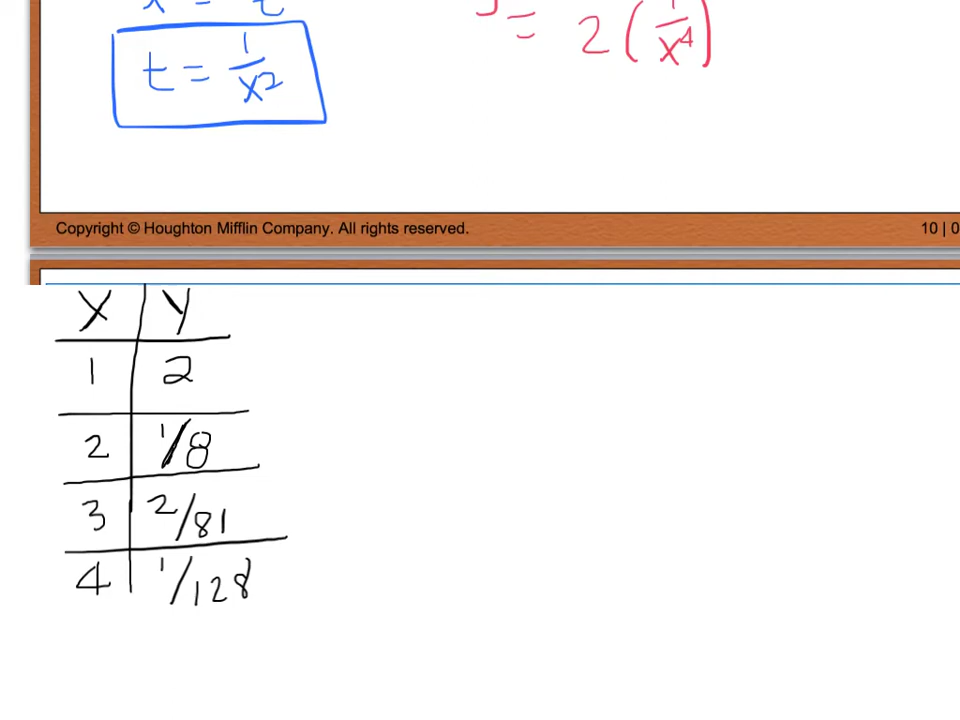 t = 1/x²
= 2(1/x⁴)
Copyright © Houghton Mifflin Company. All rights reserved.
10 | 0
X Y
1 2
2 1/8
3 2/81
4 1/128